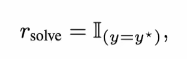 r_solve = 𝕀_(y=y⋆),